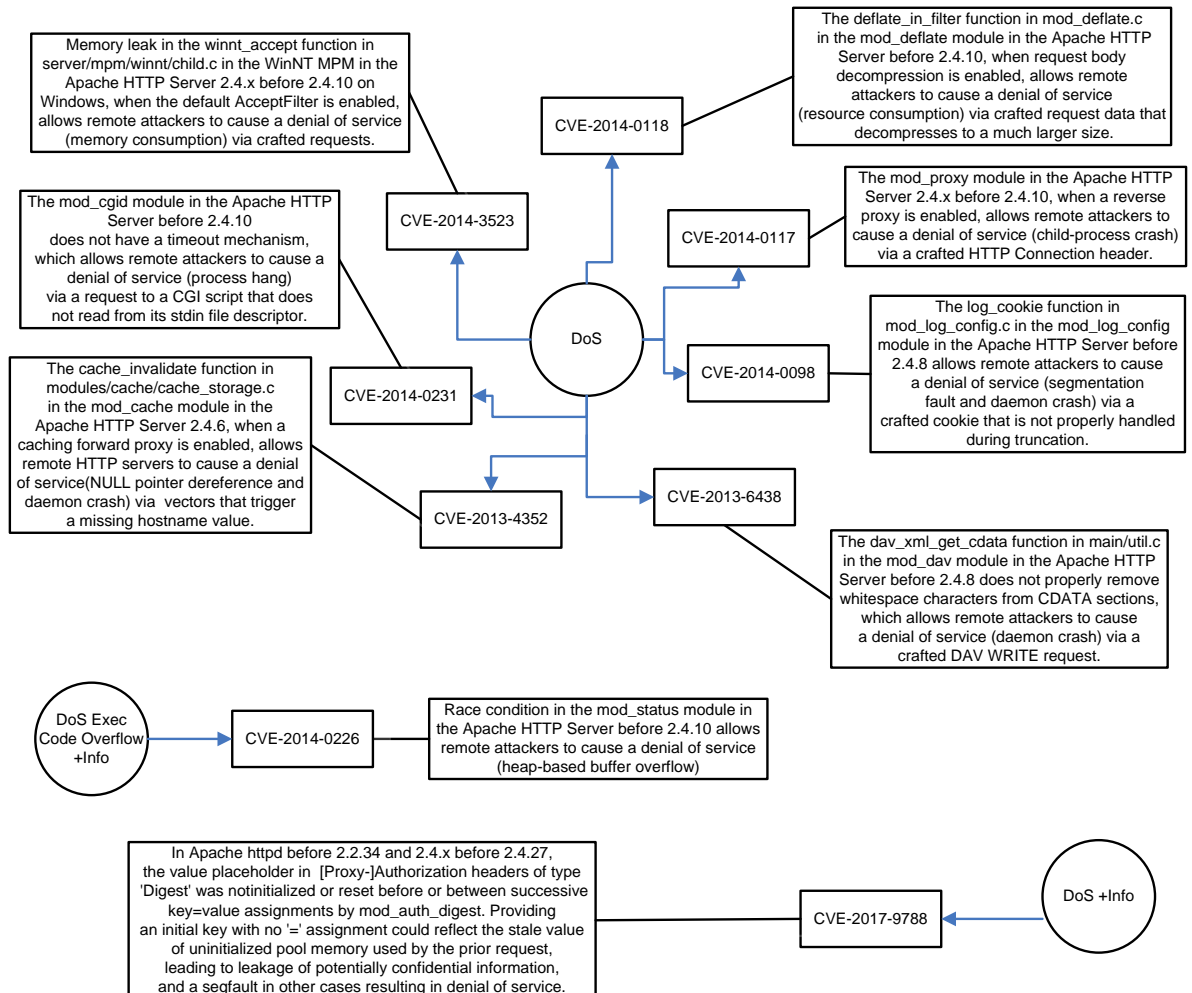 Memory leak in the winnt_accept function in
server/mpm/winnt/child.c in the WinNT MPM in the
Apache HTTP Server 2.4.x before 2.4.10 on
Windows, when the default AcceptFilter is enabled,
allows remote attackers to cause a denial of service
(memory consumption) via crafted requests.
The deflate_in_filter function in mod_deflate.c
in the mod_deflate module in the Apache HTTP
Server before 2.4.10, when request body
decompression is enabled, allows remote
attackers to cause a denial of service
(resource consumption) via crafted request data that
decompresses to a much larger size.
CVE-2014-0118
The mod_proxy module in the Apache HTTP
Server 2.4.x before 2.4.10, when a reverse
proxy is enabled, allows remote attackers to
cause a denial of service (child-process crash)
via a crafted HTTP Connection header.
The mod_cgid module in the Apache HTTP
Server before 2.4.10
does not have a timeout mechanism,
which allows remote attackers to cause a
denial of service (process hang)
via a request to a CGI script that does
not read from its stdin file descriptor.
CVE-2014-3523
CVE-2014-0117
DoS
The log_cookie function in
mod_log_config.c in the mod_log_config
module in the Apache HTTP Server before
2.4.8 allows remote attackers to cause
a denial of service (segmentation
fault and daemon crash) via a
crafted cookie that is not properly handled
during truncation.
CVE-2014-0098
The cache_invalidate function in
modules/cache/cache_storage.c
in the mod_cache module in the
Apache HTTP Server 2.4.6, when a
caching forward proxy is enabled, allows
remote HTTP servers to cause a denial
of service(NULL pointer dereference and
daemon crash) via vectors that trigger
a missing hostname value.
CVE-2014-0231
CVE-2013-4352
CVE-2013-6438
The dav_xml_get_cdata function in main/util.c
in the mod_dav module in the Apache HTTP
Server before 2.4.8 does not properly remove
whitespace characters from CDATA sections,
which allows remote attackers to cause
a denial of service (daemon crash) via a
crafted DAV WRITE request.
DoS Exec
Code Overflow
+Info
CVE-2014-0226
Race condition in the mod_status module in
the Apache HTTP Server before 2.4.10 allows
remote attackers to cause a denial of service
(heap-based buffer overflow)
In Apache httpd before 2.2.34 and 2.4.x before 2.4.27,
the value placeholder in [Proxy-]Authorization headers of type
'Digest' was notinitialized or reset before or between successive
key=value assignments by mod_auth_digest. Providing
an initial key with no '=' assignment could reflect the stale value
of uninitialized pool memory used by the prior request,
leading to leakage of potentially confidential information,
and a segfault in other cases resulting in denial of service.
CVE-2017-9788
DoS +Info